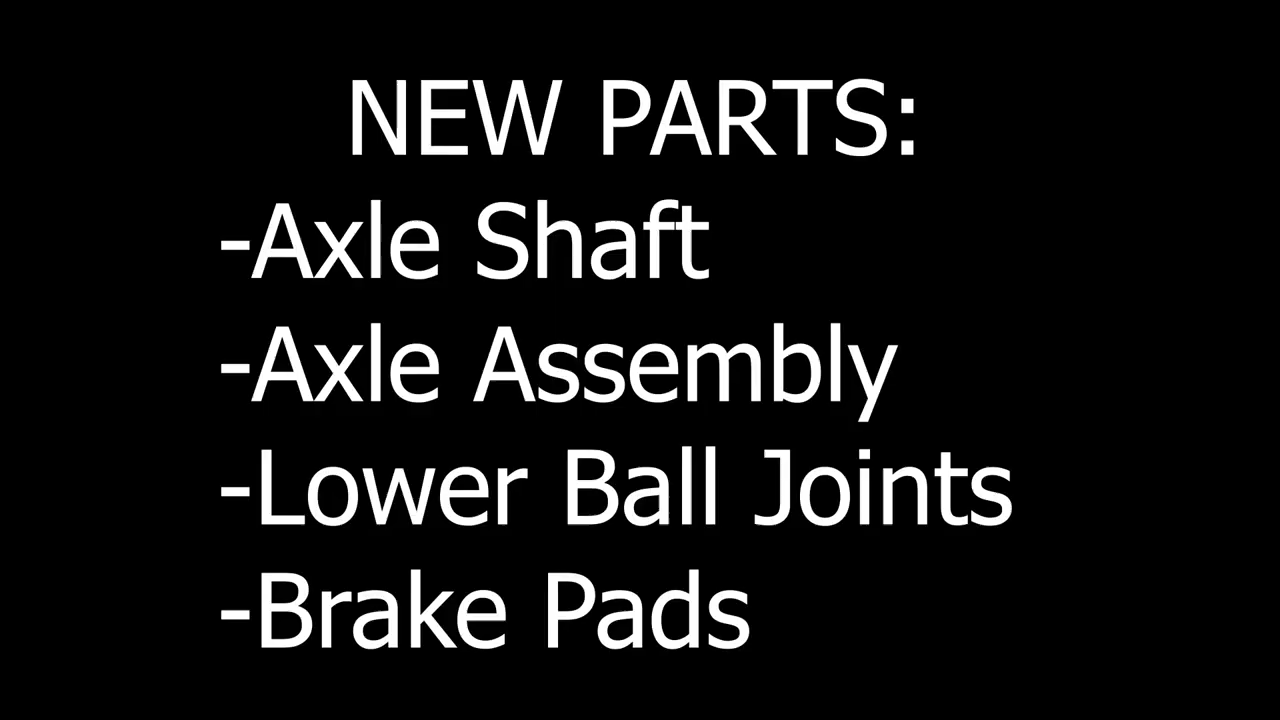 NEW PARTS:
-Axle Shaft
-Axle Assembly
-Lower Ball Joints
-Brake Pads